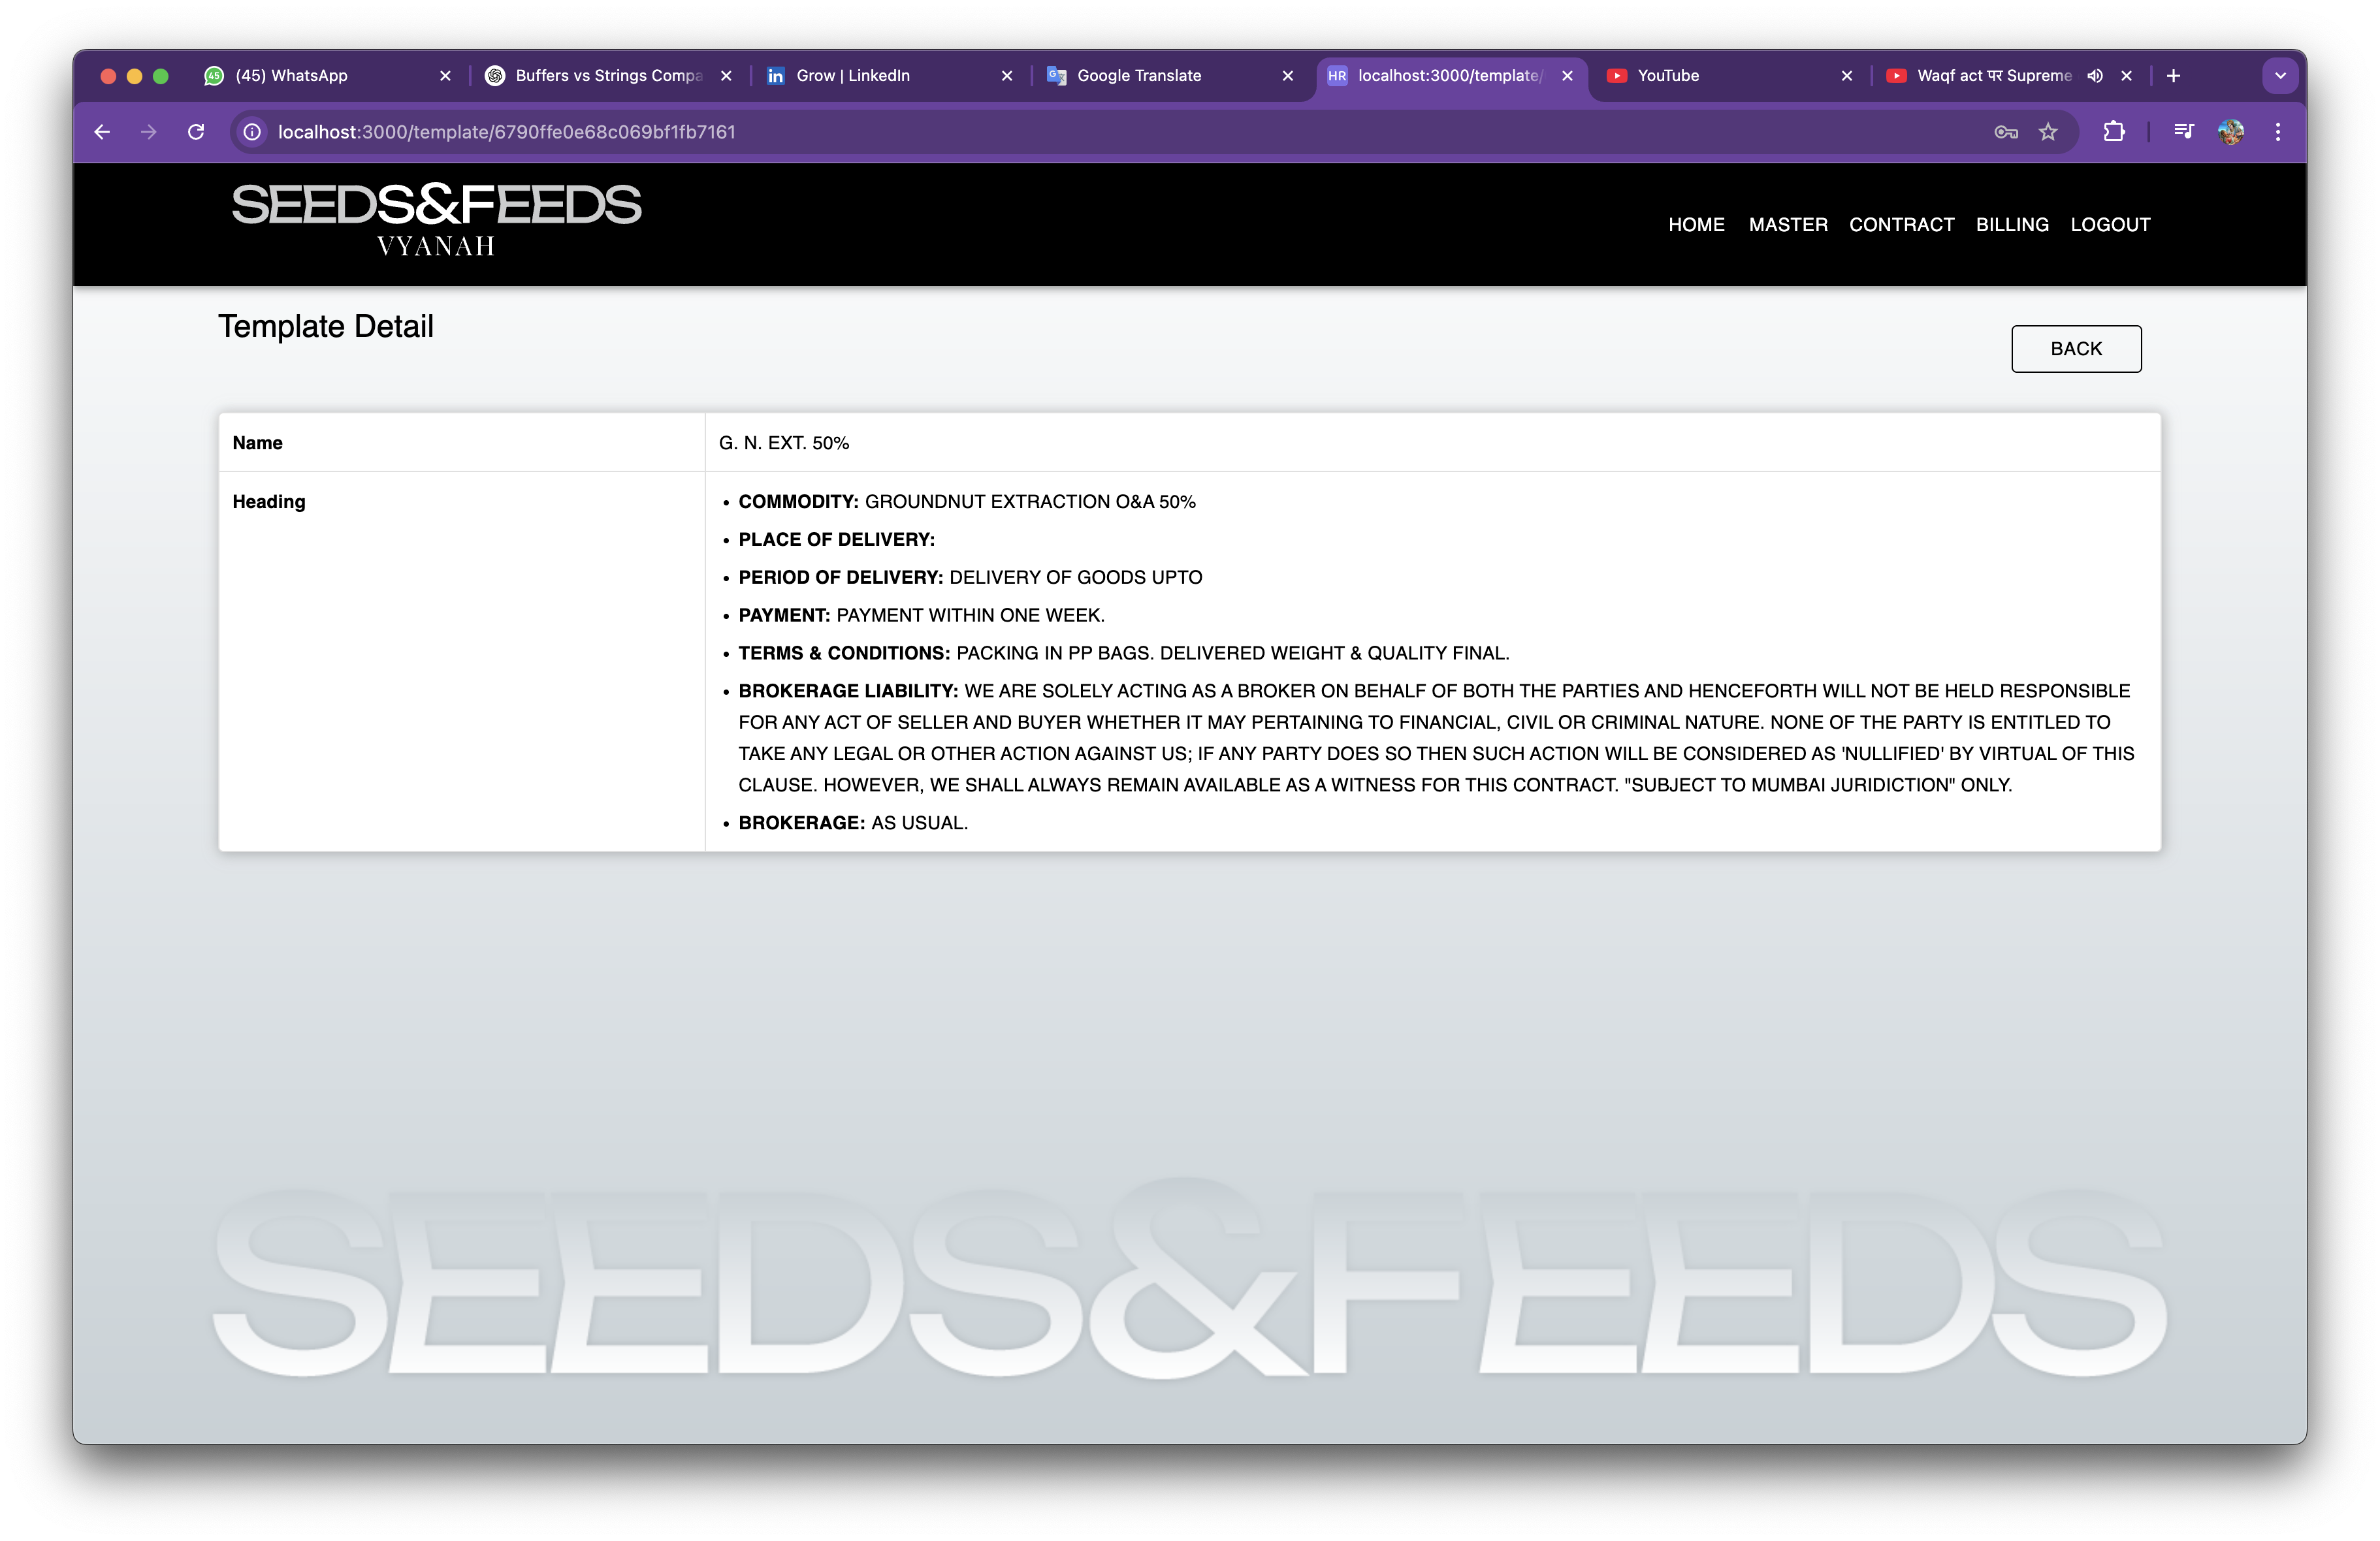 (45) WhatsApp
Buffers vs Strings Compa
Grow | LinkedIn
Google Translate
HR
localhost:3000/template/
YouTube
Waqf act पर Supreme
localhost:3000/template/6790ffe0e68c069bf1fb7161
SEEDS&FEEDS
VYANAH
HOME MASTER CONTRACT BILLING LOGOUT
Template Detail
BACK
Name
G. N. EXT. 50%
Heading
• COMMODITY: GROUNDNUT EXTRACTION O&A 50%
• PLACE OF DELIVERY:
• PERIOD OF DELIVERY: DELIVERY OF GOODS UPTO
• PAYMENT: PAYMENT WITHIN ONE WEEK.
• TERMS & CONDITIONS: PACKING IN PP BAGS. DELIVERED WEIGHT & QUALITY FINAL.
• BROKERAGE LIABILITY: WE ARE SOLELY ACTING AS A BROKER ON BEHALF OF BOTH THE PARTIES AND HENCEFORTH WILL NOT BE HELD RESPONSIBLE
FOR ANY ACT OF SELLER AND BUYER WHETHER IT MAY PERTAINING TO FINANCIAL, CIVIL OR CRIMINAL NATURE. NONE OF THE PARTY IS ENTITLED TO
TAKE ANY LEGAL OR OTHER ACTION AGAINST US; IF ANY PARTY DOES SO THEN SUCH ACTION WILL BE CONSIDERED AS 'NULLIFIED' BY VIRTUAL OF THIS
CLAUSE. HOWEVER, WE SHALL ALWAYS REMAIN AVAILABLE AS A WITNESS FOR THIS CONTRACT. "SUBJECT TO MUMBAI JURIDICTION" ONLY.
• BROKERAGE: AS USUAL.
SEEDS&FEEDS